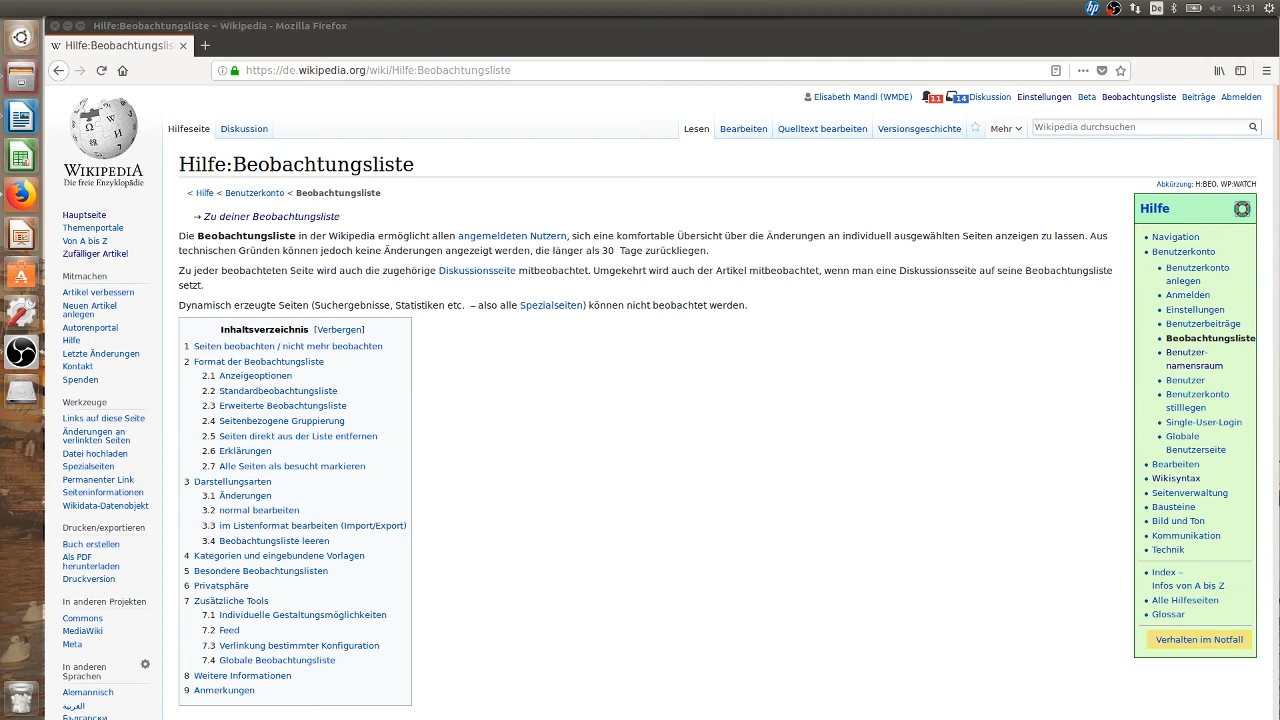 De
15:31
Hilfe:Beobachtungsliste – Wikipedia - Mozilla Firefox
Hilfe:Beobachtungslis
https://de.wikipedia.org/wiki/Hilfe:Beobachtungsliste
Elisabeth Mandl (WMDE) 11 14 Diskussion Einstellungen Beta Beobachtungsliste Beiträge Abmelden
Hilfeseite Diskussion Lesen Bearbeiten Quelltext bearbeiten Versionsgeschichte Mehr Wikipedia durchsuchen
WIKIPEDIA
Die freie Enzyklopädie
Hauptseite
Themenportale
Von A bis Z
Zufälliger Artikel
Mitmachen
Artikel verbessern
Neuen Artikel
anlegen
Autorenportal
Hilfe
Letzte Änderungen
Kontakt
Spenden
Werkzeuge
Links auf diese Seite
Änderungen an
verlinkten Seiten
Datei hochladen
Spezialseiten
Permanenter Link
Seiteninformationen
Wikidata-Datenobjekt
Drucken/exportieren
Buch erstellen
Als PDF
herunterladen
Druckversion
In anderen Projekten
Commons
MediaWiki
Meta
In anderen
Sprachen
Alemannisch
العربية
Български
Hilfe:Beobachtungsliste
Abkürzung: H:BEO, WP:WATCH
< Hilfe < Benutzerkonto < Beobachtungsliste
→ Zu deiner Beobachtungsliste
Die Beobachtungsliste in der Wikipedia ermöglicht allen angemeldeten Nutzern, sich eine komfortable Übersicht über die Änderungen an individuell ausgewählten Seiten anzeigen zu lassen. Aus
technischen Gründen können jedoch keine Änderungen angezeigt werden, die länger als 30 Tage zurückliegen.
Zu jeder beobachteten Seite wird auch die zugehörige Diskussionsseite mitbeobachtet. Umgekehrt wird auch der Artikel mitbeobachtet, wenn man eine Diskussionsseite auf seine Beobachtungsliste
setzt.
Dynamisch erzeugte Seiten (Suchergebnisse, Statistiken etc. – also alle Spezialseiten) können nicht beobachtet werden.
Inhaltsverzeichnis [Verbergen]
1 Seiten beobachten / nicht mehr beobachten
2 Format der Beobachtungsliste
2.1 Anzeigeoptionen
2.2 Standardbeobachtungsliste
2.3 Erweiterte Beobachtungsliste
2.4 Seitenbezogene Gruppierung
2.5 Seiten direkt aus der Liste entfernen
2.6 Erklärungen
2.7 Alle Seiten als besucht markieren
3 Darstellungsarten
3.1 Änderungen
3.2 normal bearbeiten
3.3 im Listenformat bearbeiten (Import/Export)
3.4 Beobachtungsliste leeren
4 Kategorien und eingebundene Vorlagen
5 Besondere Beobachtungslisten
6 Privatsphäre
7 Zusätzliche Tools
7.1 Individuelle Gestaltungsmöglichkeiten
7.2 Feed
7.3 Verlinkung bestimmter Konfiguration
7.4 Globale Beobachtungsliste
8 Weitere Informationen
9 Anmerkungen
Hilfe
Navigation
Benutzerkonto
Benutzerkonto
anlegen
Anmelden
Einstellungen
Benutzerbeiträge
Beobachtungsliste
Benutzer-
namensraum
Benutzer
Benutzerkonto
stilllegen
Single-User-Login
Globale
Benutzerseite
Bearbeiten
Wikisyntax
Seitenverwaltung
Bausteine
Bild und Ton
Kommunikation
Technik
Index –
Infos von A bis Z
Alle Hilfeseiten
Glossar
Verhalten im Notfall